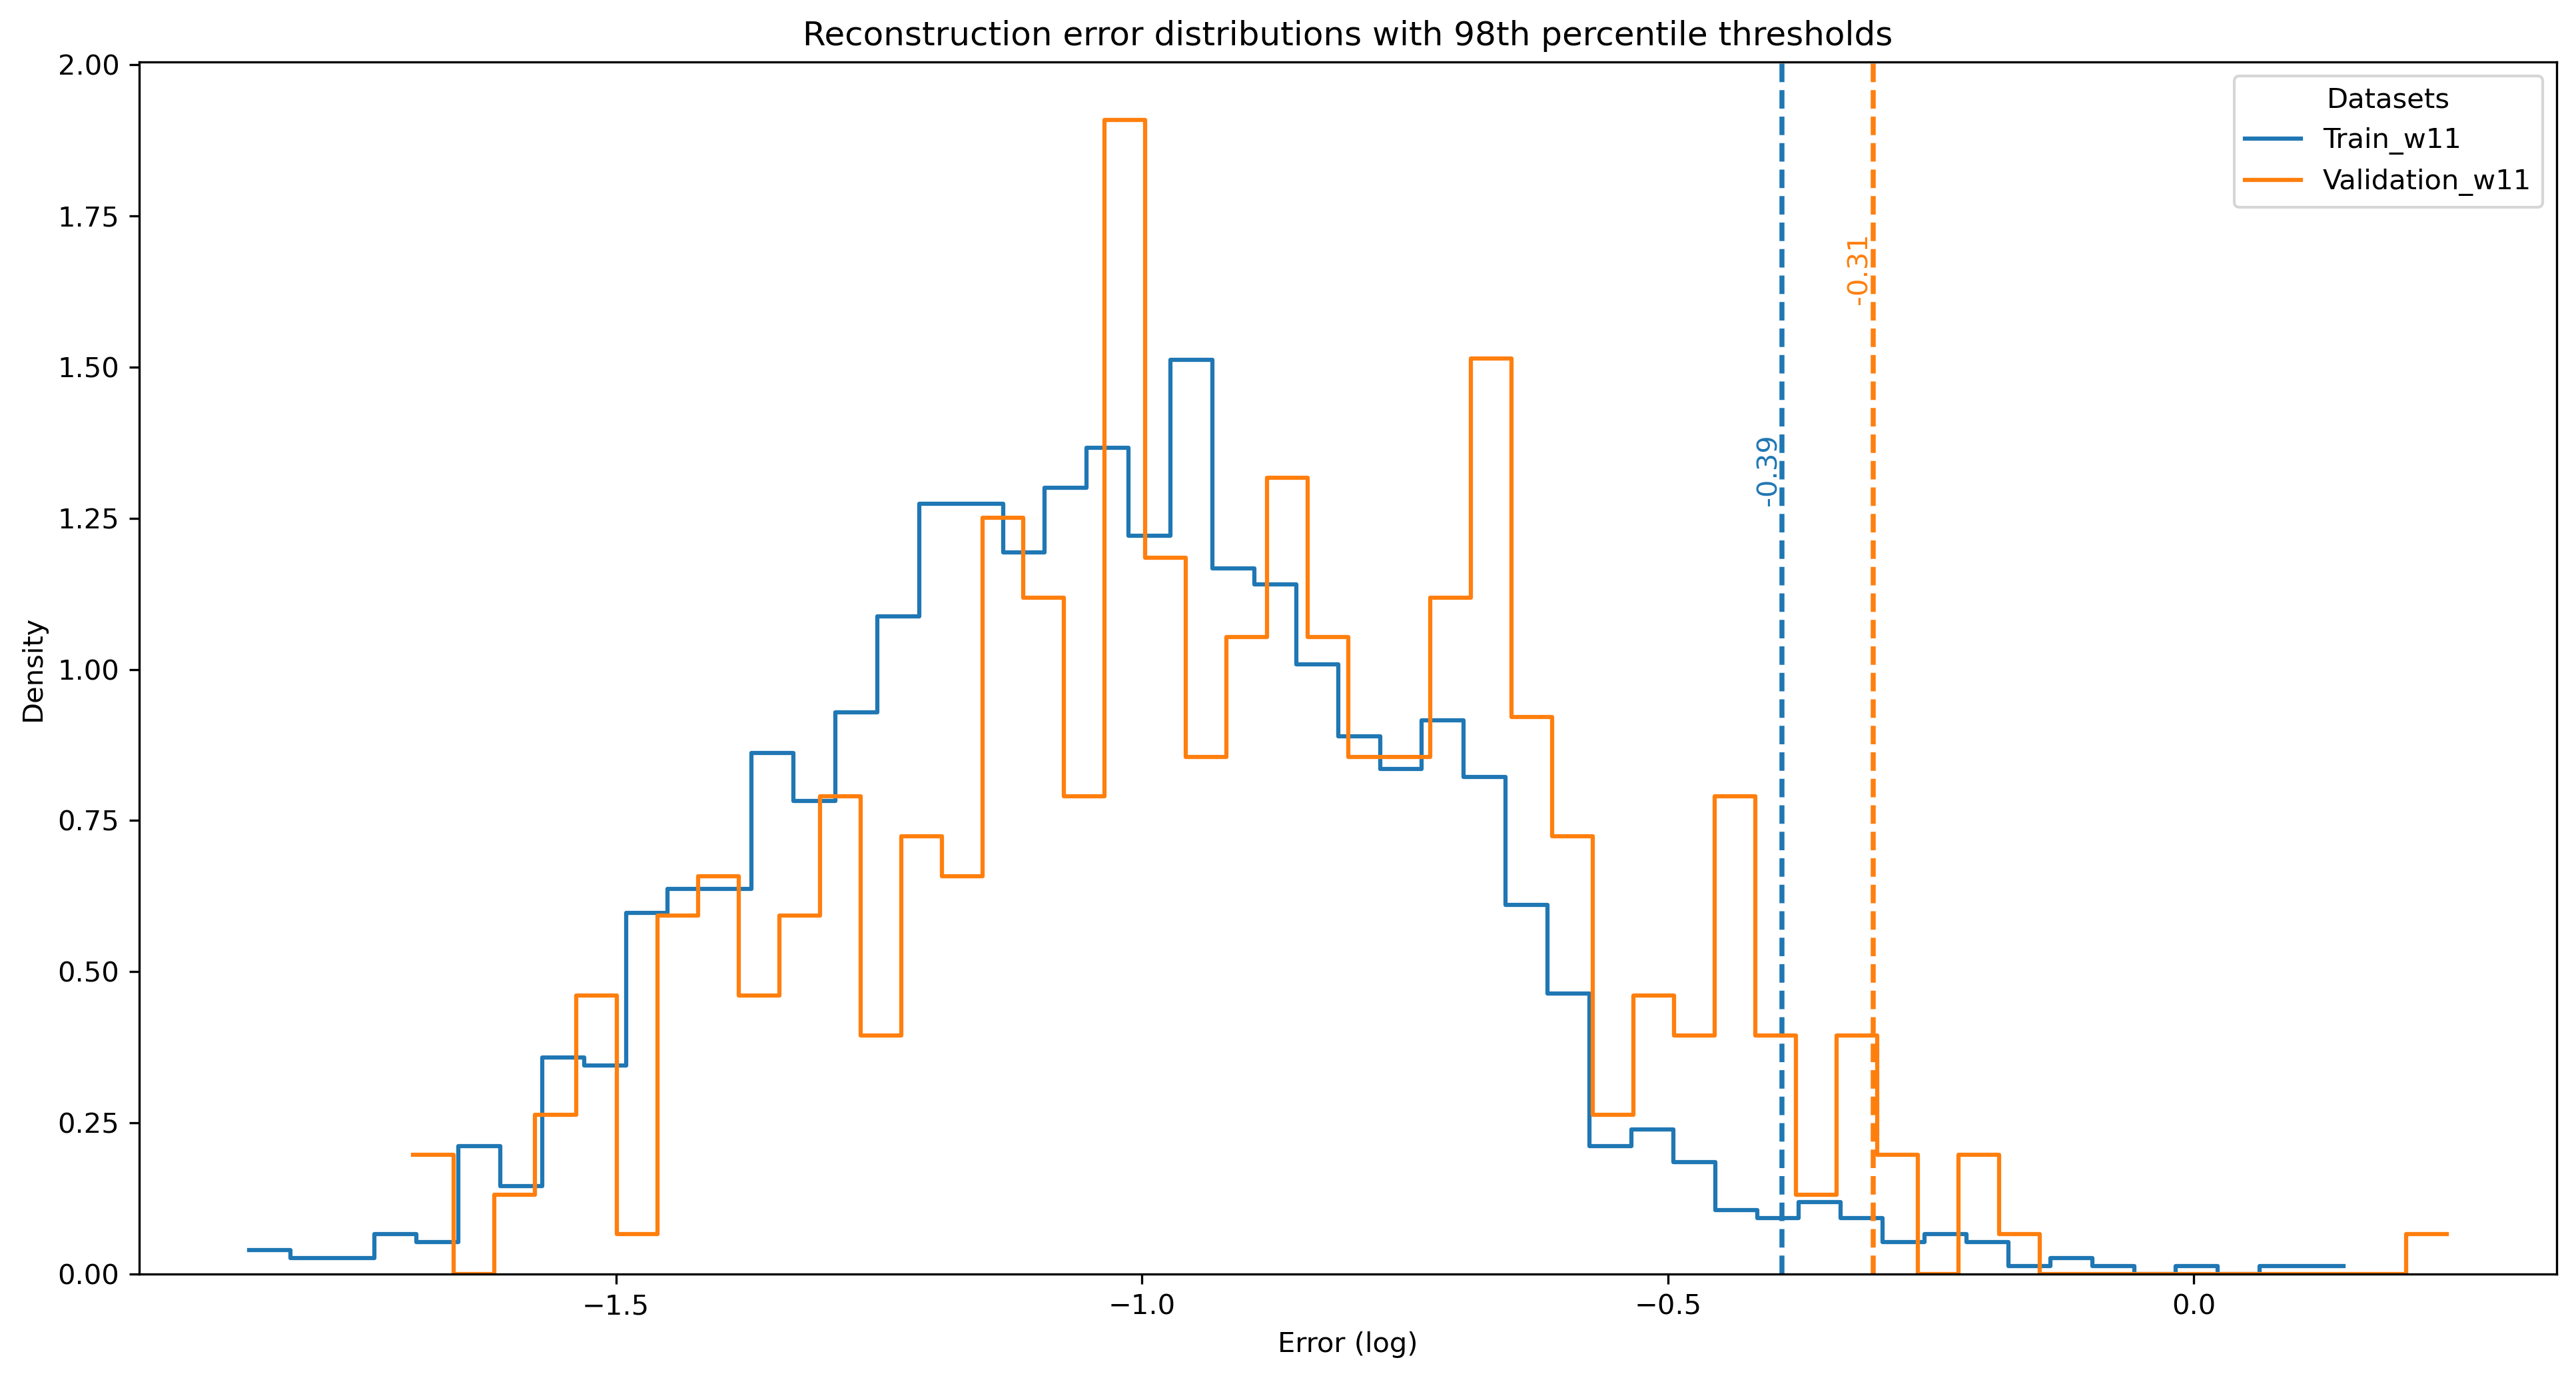 Reconstruction error distributions with 98th percentile thresholds
2.00
1.75
1.50
1.25
1.00
0.75
0.50
0.25
0.00
Density
Datasets
Train_w11
Validation_w11
-0.31
-0.39
−1.5
−1.0
−0.5
0.0
Error (log)